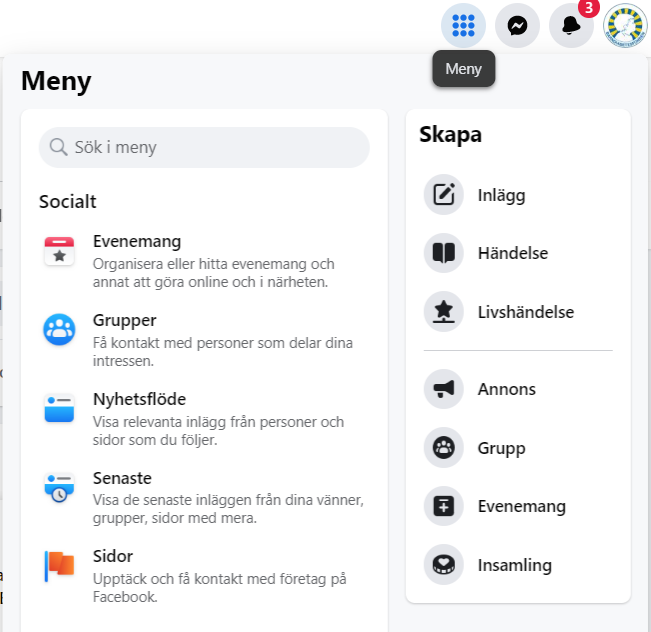 3
Meny
Meny
Sök i meny
Socialt
Evenemang
Organisera eller hitta evenemang och
annat att göra online och i närheten.
Grupper
Få kontakt med personer som delar dina
intressen.
Nyhetsflöde
Visa relevanta inlägg från personer och
sidor som du följer.
Senaste
Visa de senaste inläggen från dina vänner,
grupper, sidor med mera.
Sidor
Upptäck och få kontakt med företag på
Facebook.
Skapa
Inlägg
Händelse
Livshändelse
Annons
Grupp
Evenemang
Insamling